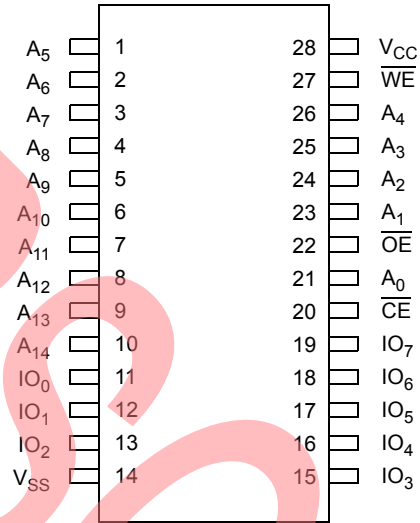 A5 1 28 VCC
A6 2 27 WE
A7 3 26 A4
A8 4 25 A3
A9 5 24 A2
A10 6 23 A1
A11 7 22 OE
A12 8 21 A0
A13 9 20 CE
A14 10 19 IO7
IO0 11 18 IO6
IO1 12 17 IO5
IO2 13 16 IO4
VSS 14 15 IO3